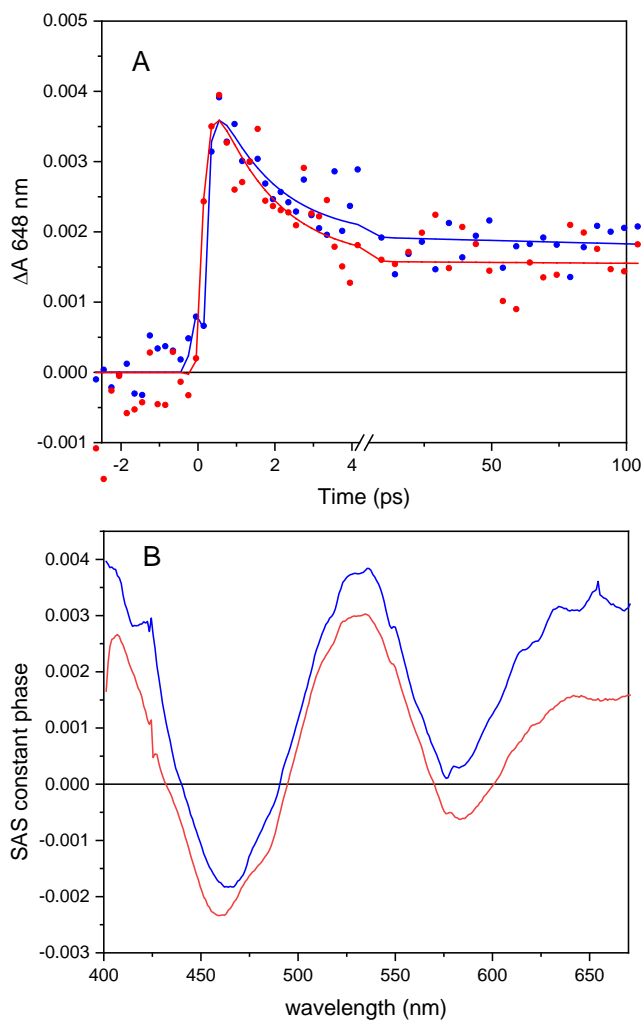 A
0.005
0.004
0.003
0.002
0.001
0.000
-0.001
ΔA 648 nm
-2 0 2 4 50 100
Time (ps)
B
0.004
0.003
0.002
0.001
0.000
-0.001
-0.002
-0.003
SAS constant phase
400 450 500 550 600 650
wavelength (nm)